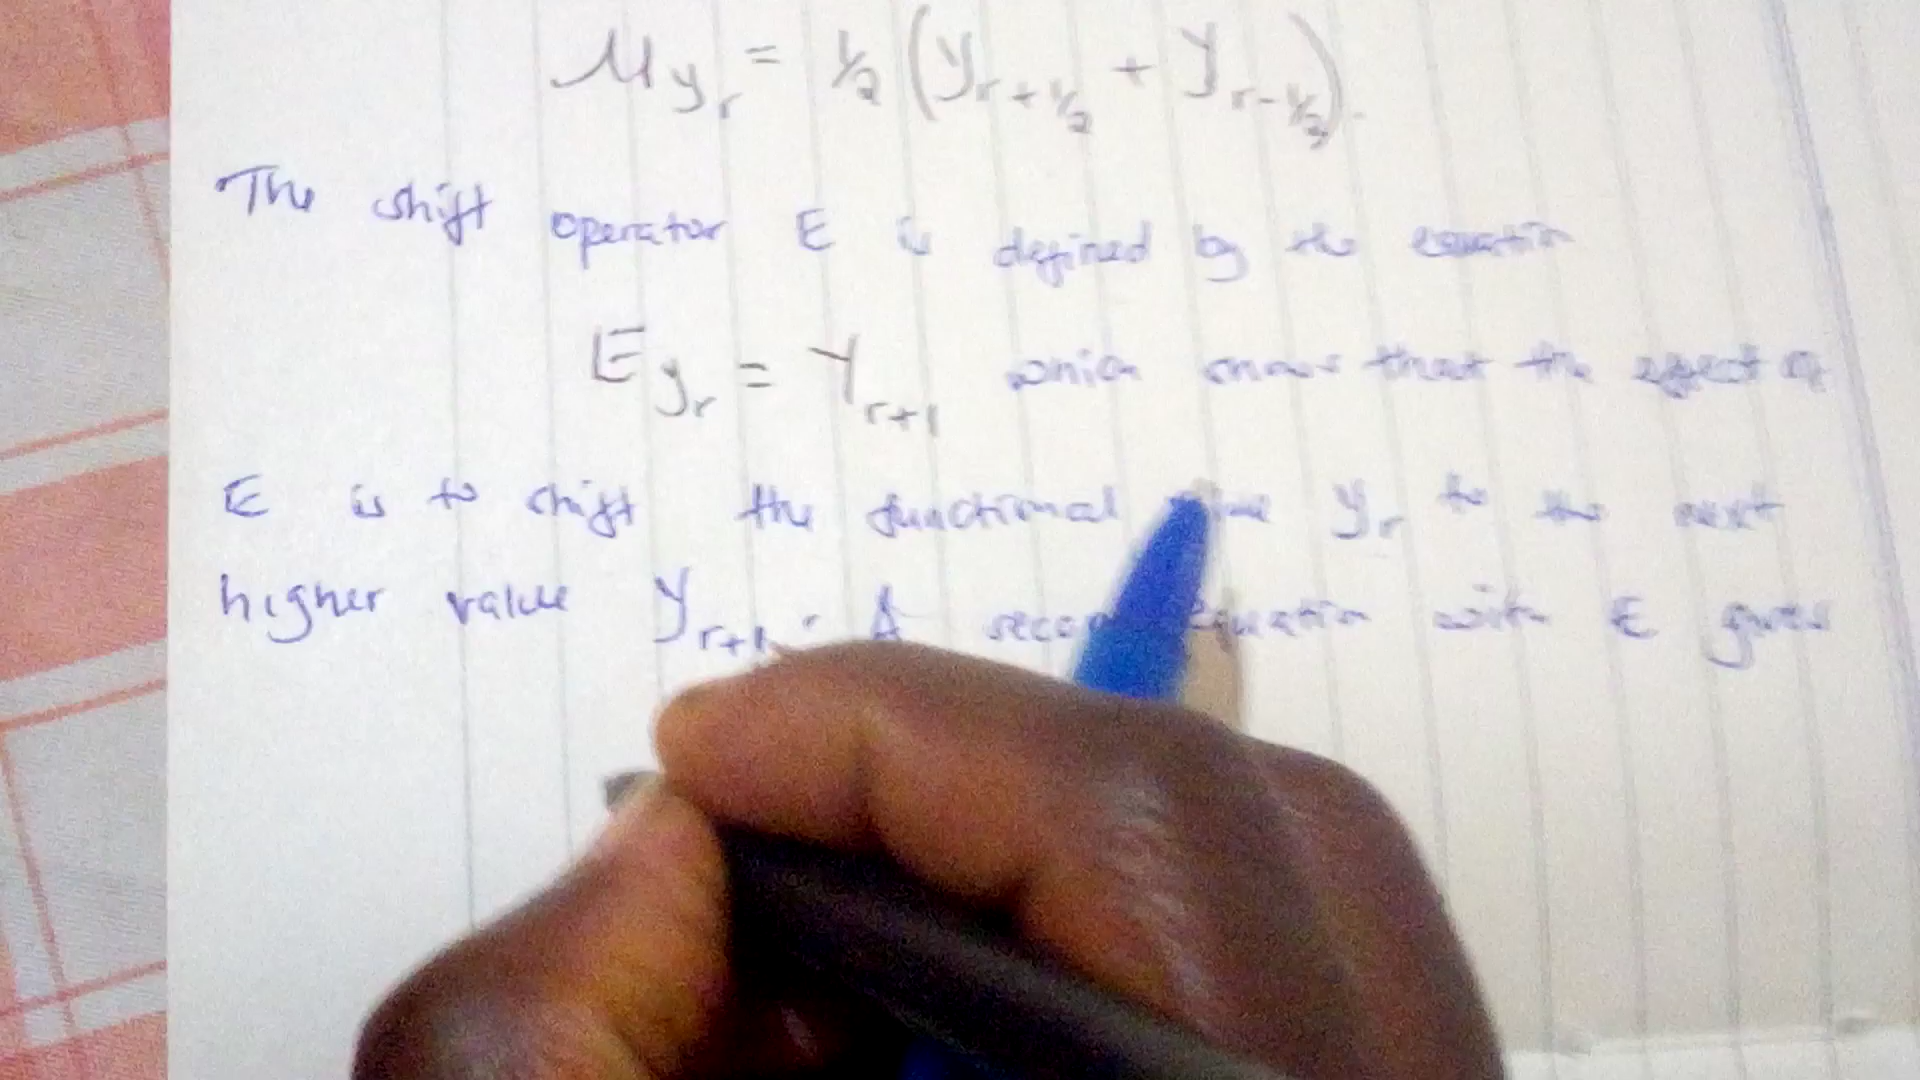 μy_r = 1/2 (y_{r+1/2} + y_{r-1/2}).
The shift operator E is defined by the equation
E y_r = y_{r+1} which shows that the effect of
E is to shift the functional y_r to the next
higher value y_{r+1}. A equation with E gives